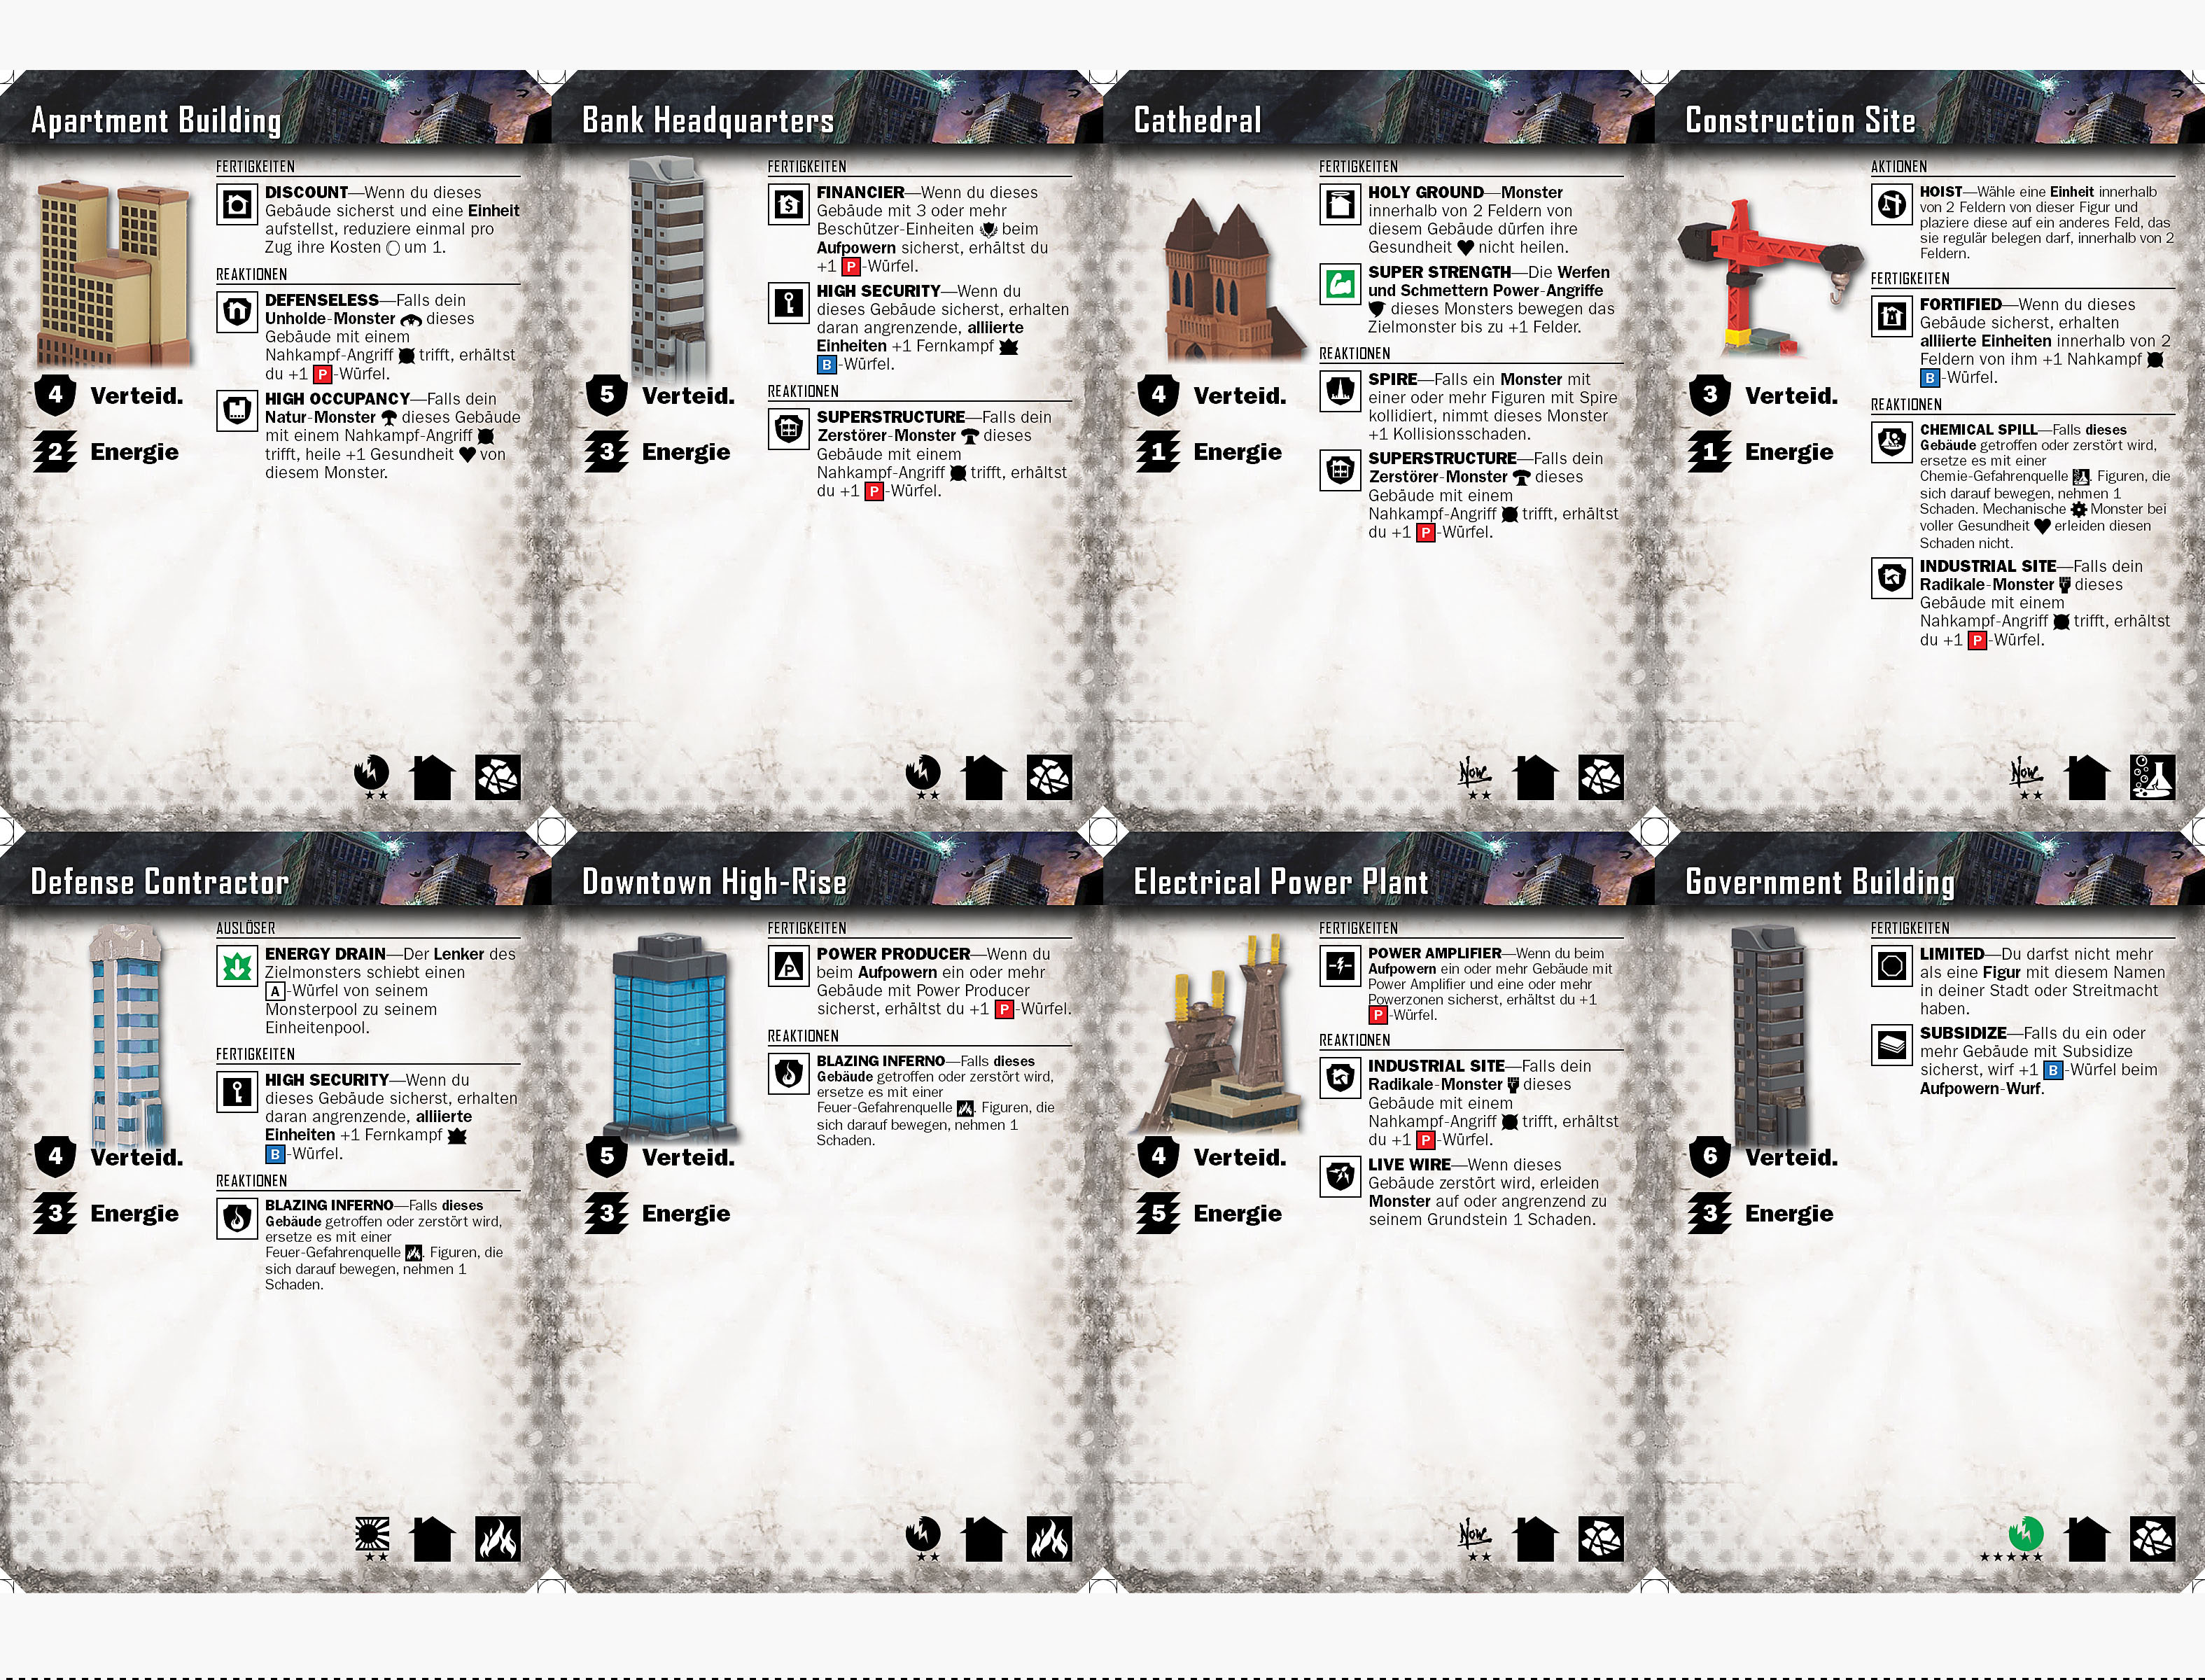 Apartment Building
FERTIGKEITEN
DISCOUNT—Wenn du dieses
Gebäude sicherst und eine Einheit
aufstellst, reduziere einmal pro
Zug ihre Kosten um 1.
REAKTIONEN
DEFENSELESS—Falls dein
Unholde-Monster dieses
Gebäude mit einem
Nahkampf-Angriff trifft, erhältst
du +1 P-Würfel.
HIGH OCCUPANCY—Falls dein
Natur-Monster dieses Gebäude
mit einem Nahkampf-Angriff
trifft, heile +1 Gesundheit von
diesem Monster.
4 Verteid.
2 Energie
Bank Headquarters
FERTIGKEITEN
FINANCIER—Wenn du dieses
Gebäude mit 3 oder mehr
Beschützer-Einheiten beim
Aufpowern sicherst, erhältst du
+1 P-Würfel.
HIGH SECURITY—Wenn du
dieses Gebäude sicherst, erhalten
daran angrenzende, alliierte
Einheiten +1 Fernkampf
B-Würfel.
REAKTIONEN
SUPERSTRUCTURE—Falls dein
Zerstörer-Monster dieses
Gebäude mit einem
Nahkampf-Angriff trifft, erhältst
du +1 P-Würfel.
5 Verteid.
3 Energie
Cathedral
FERTIGKEITEN
HOLY GROUND—Monster
innerhalb von 2 Feldern von
diesem Gebäude dürfen ihre
Gesundheit nicht heilen.
SUPER STRENGTH—Die Werfen
und Schmettern Power-Angriffe
dieses Monsters bewegen das
Zielmonster bis zu +1 Felder.
REAKTIONEN
SPIRE—Falls ein Monster mit
einer oder mehr Figuren mit Spire
kollidiert, nimmt dieses Monster
+1 Kollisionsschaden.
SUPERSTRUCTURE—Falls dein
Zerstörer-Monster dieses
Gebäude mit einem
Nahkampf-Angriff trifft, erhältst
du +1 P-Würfel.
4 Verteid.
1 Energie
Now
Construction Site
AKTIONEN
HOIST—Wähle eine Einheit innerhalb
von 2 Feldern von dieser Figur und
plaziere diese auf ein anderes Feld, das
sie regulär belegen darf, innerhalb von 2
Feldern.
FERTIGKEITEN
FORTIFIED—Wenn du dieses
Gebäude sicherst, erhalten
alliierte Einheiten innerhalb von 2
Feldern von ihm +1 Nahkampf
B-Würfel.
REAKTIONEN
CHEMICAL SPILL—Falls dieses
Gebäude getroffen oder zerstört wird,
ersetze es mit einer
Chemie-Gefahrenquelle. Figuren, die
sich darauf bewegen, nehmen 1
Schaden. Mechanische Monster bei
voller Gesundheit erleiden diesen
Schaden nicht.
INDUSTRIAL SITE—Falls dein
Radikale-Monster dieses
Gebäude mit einem
Nahkampf-Angriff trifft, erhältst
du +1 P-Würfel.
3 Verteid.
1 Energie
Now
Defense Contractor
AUSLÖSER
ENERGY DRAIN—Der Lenker des
Zielmonsters schiebt einen
A-Würfel von seinem
Monsterpool zu seinem
Einheitenpool.
FERTIGKEITEN
HIGH SECURITY—Wenn du
dieses Gebäude sicherst, erhalten
daran angrenzende, alliierte
Einheiten +1 Fernkampf
B-Würfel.
REAKTIONEN
BLAZING INFERNO—Falls dieses
Gebäude getroffen oder zerstört wird,
ersetze es mit einer
Feuer-Gefahrenquelle. Figuren, die
sich darauf bewegen, nehmen 1
Schaden.
4 Verteid.
3 Energie
Downtown High-Rise
FERTIGKEITEN
POWER PRODUCER—Wenn du
beim Aufpowern ein oder mehr
Gebäude mit Power Producer
sicherst, erhältst du +1 P-Würfel.
REAKTIONEN
BLAZING INFERNO—Falls dieses
Gebäude getroffen oder zerstört wird,
ersetze es mit einer
Feuer-Gefahrenquelle. Figuren, die
sich darauf bewegen, nehmen 1
Schaden.
5 Verteid.
3 Energie
Electrical Power Plant
FERTIGKEITEN
POWER AMPLIFIER—Wenn du beim
Aufpowern ein oder mehr Gebäude mit
Power Amplifier und eine oder mehr
Powerzonen sicherst, erhältst du +1
P-Würfel.
REAKTIONEN
INDUSTRIAL SITE—Falls dein
Radikale-Monster dieses
Gebäude mit einem
Nahkampf-Angriff trifft, erhältst
du +1 P-Würfel.
LIVE WIRE—Wenn dieses
Gebäude zerstört wird, erleiden
Monster auf oder angrenzend zu
seinem Grundstein 1 Schaden.
4 Verteid.
5 Energie
Now
Government Building
FERTIGKEITEN
LIMITED—Du darfst nicht mehr
als eine Figur mit diesem Namen
in deiner Stadt oder Streitmacht
haben.
SUBSIDIZE—Falls du ein oder
mehr Gebäude mit Subsidize
sicherst, wirf +1 B-Würfel beim
Aufpowern-Wurf.
6 Verteid.
3 Energie